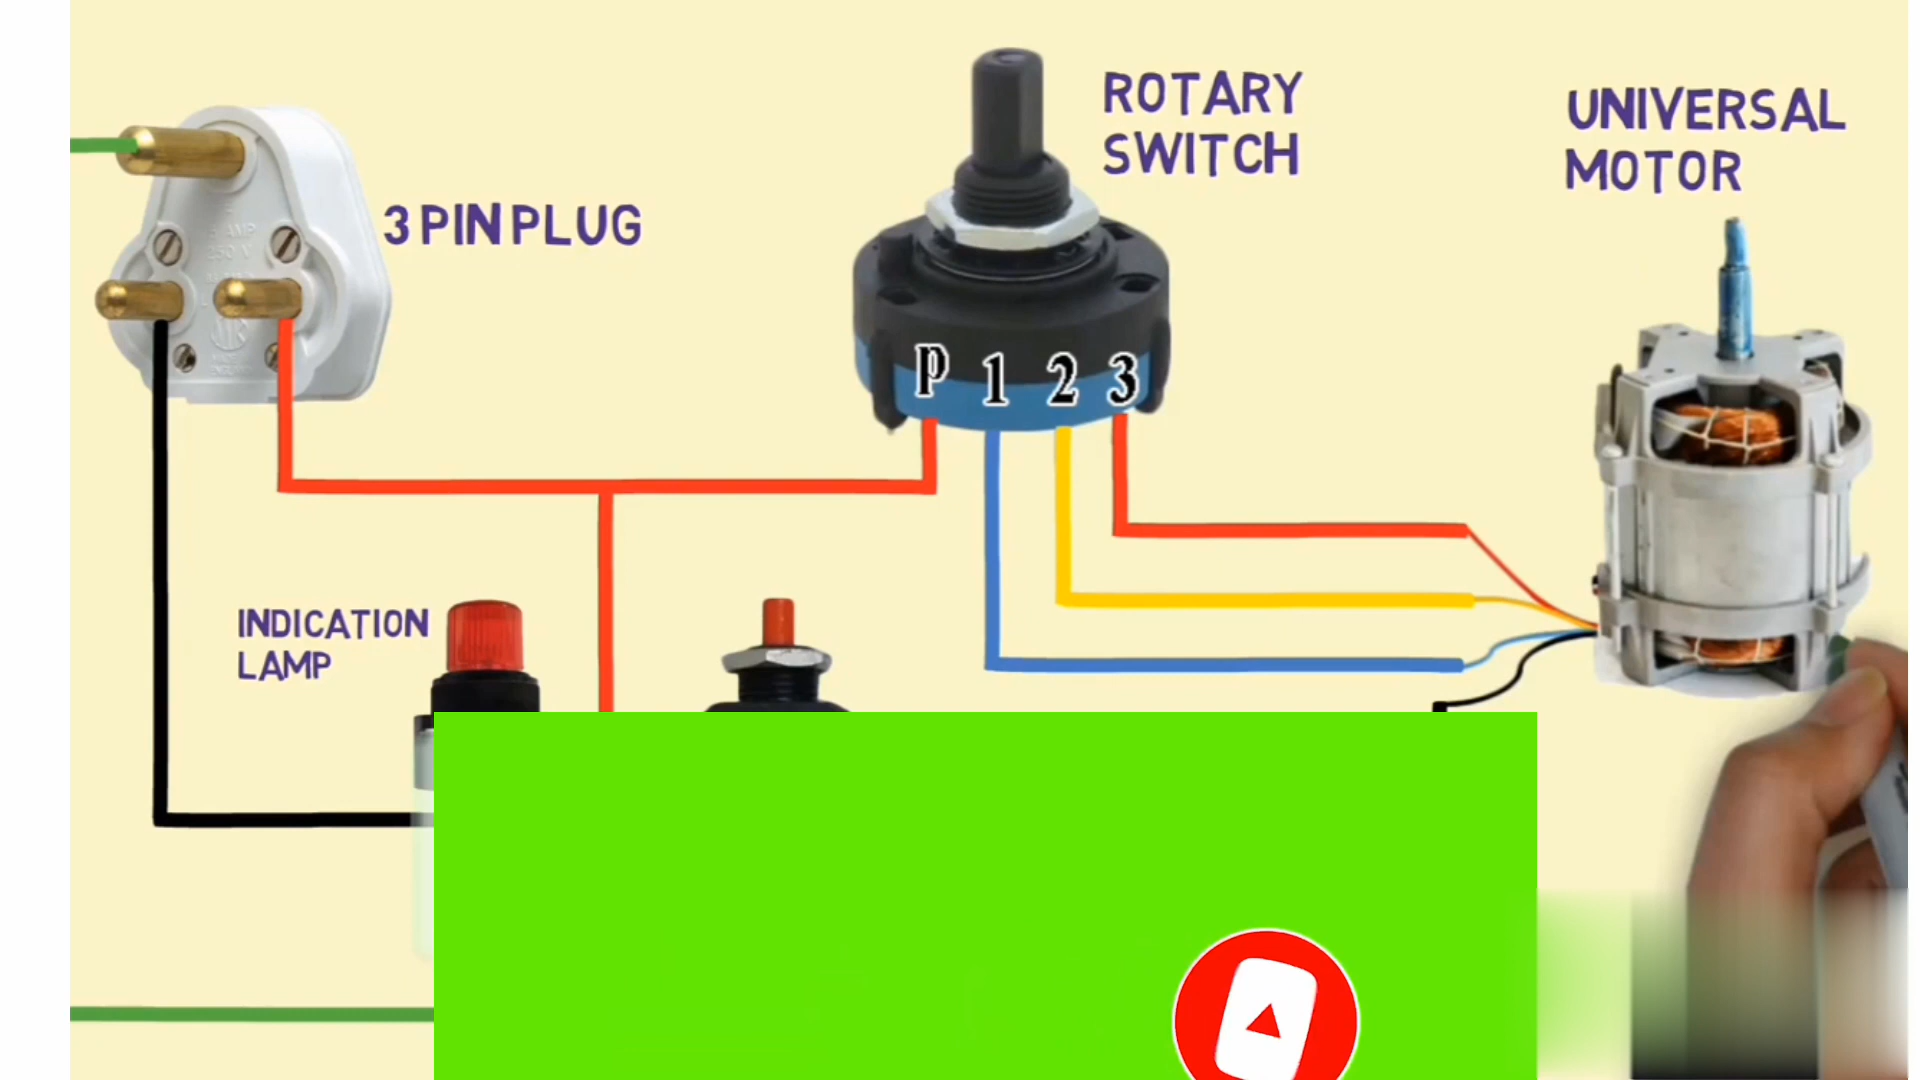 ROTARY
SWITCH
UNIVERSAL
MOTOR
3 PIN PLUG
P 1 2 3
INDICATION
LAMP